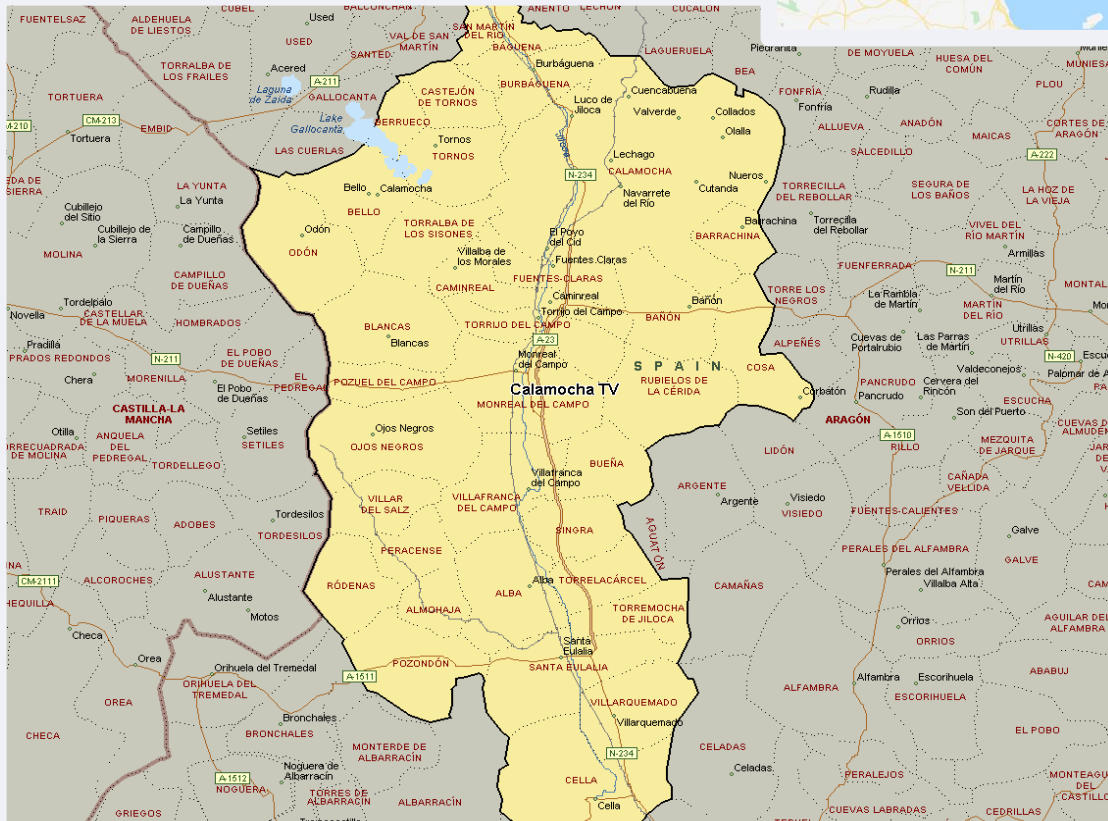 FUENTELSAZ
ALDEHUELA
DE LIESTOS
CUBEL
Used
USED
SANTED
BALCONCHAN
VAL DE SAN
MARTÍN
SAN MARTÍN
DEL RÍO
BÁGUENA
ANENTO
LECHÓN
CUCALON
LAGUERUELA
Piedrahita
DE MOYUELA
HUESA DEL
COMÚN
MUNIESA
PLOU
TORRALBA DE
LOS FRAILES
Acered
A-211
Laguna
de Zaida
GALLOCANTA
CASTEJÓN
DE TORNOS
Burbáguena
BURBÁGUENA
Luco de
Jiloca
Cuencabuena
Valverde
Collados
Olalla
BEA
FONFRÍA
Fonfría
Rudilla
ALLUEVA
ANADÓN
MAICAS
CORTES DE
ARAGÓN
TORTUERA
CM-210
CM-213
Tortuera
EMBID
Lake
Gallocanta
BERRUECO
LAS CUERLAS
Tornos
TORNOS
N-234
Lechago
CALAMOCHA
Navarrete
del Río
Cutanda
Nueros
SALCEDILLO
A-222
LA YUNTA
La Yunta
Cubillejo
del Sitio
Cubillejo de
la Sierra
Campillo
de Dueñas
MOLINA
Bello
Calamocha
BELLO
Odón
ODÓN
TORRALBA DE
LOS SISONES
Villalba de
los Morales
El Poyo
del Cid
Fuentes Claras
FUENTES-CLARAS
Barrachina
BARRACHINA
TORRECILLA
DEL REBOLLAR
Torrecilla
del Rebollar
SEGURA DE
LOS BAÑOS
LA HOZ DE
LA VIEJA
VIVEL DEL
RÍO MARTÍN
Armillas
FUENFERRADA
N-211
Martín
del Río
CAMPILLO
DE DUEÑAS
CAMINREAL
Caminreal
Torrijo del Campo
TORRIJO DEL CAMPO
Bañón
BAÑÓN
TORRE LOS
NEGROS
La Rambla
de Martín
MARTÍN
DEL RÍO
Tordelpalo
CASTELLAR
DE LA MUELA
HOMBRADOS
Novella
Pradilla
PRADOS REDONDOS
N-211
EL POBO
DE DUEÑAS
BLANCAS
Blancas
A-23
Monreal
del Campo
ALPEÑÉS
Cuevas de
Portalrubio
Las Parras
de Martín
Utrillas
UTRILLAS
N-420
Valdeconejos
Chera
MORENILLA
El Pobo
de Dueñas
EL
PEDREGAL
POZUEL DEL CAMPO
Calamocha TV
MONREAL DEL CAMPO
SPAIN
RUBIELOS DE
LA CÉRIDA
COSA
Corbatón
PANCRUDO
Pancrudo
Cervera del
Rincón
Son del Puerto
ESCUCHA
CASTILLA-LA
MANCHA
ARAGÓN
Otilla
ANQUELA
DEL
PEDREGAL
TORDELLEGO
Setiles
SETILES
Ojos Negros
OJOS NEGROS
BUEÑA
LIDÓN
A-1510
RILLO
MEZQUITA
DE JARQUE
CAÑADA
VELLIDA
TRAID
PIQUERAS
ADOBES
Tordesilos
TORDESILOS
VILLAR
DEL SALZ
VILLAFRANCA
DEL CAMPO
Villafranca
del Campo
SINGRA
ARGENTE
Argente
Visiedo
VISIEDO
FUENTES-CALIENTES
AGUATÓN
Galve
GALVE
PERACENSE
PERALES DEL ALFAMBRA
Perales del Alfambra
Villalba Alta
CM-2111
ALCOROCHES
ALUSTANTE
Alustante
Motos
RÓDENAS
ALMOHAJA
ALBA
Alba
TORRELACÁRCEL
TORREMOCHA
DE JILOCA
CAMAÑAS
Orrios
ORRIOS
AGUILAR DEL
ALFAMBRA
Checa
Orea
OREA
CHECA
Orihuela del Tremedal
ORIHUELA DEL
TREMEDAL
A-1511
POZONDÓN
Santa
Eulalia
SANTA EULALIA
ALFAMBRA
Alfambra
Escorihuela
ESCORIHUELA
ABABUJ
Bronchales
BRONCHALES
MONTERDE DE
ALBARRACÍN
VILLARQUEMADO
Villarquemado
N-234
CELADAS
Celadas
EL POBO
A-1512
NOGUERA
Noguera de
Albarracín
TORRES DE
ALBARRACÍN
ALBARRACÍN
GRIEGOS
CELLA
Cella
PERALEJOS
CUEVAS LABRADAS
CEDRILLAS